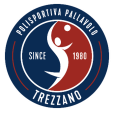 POLISPORTIVA PALLAVOLO
SINCE 1980
TREZZANO